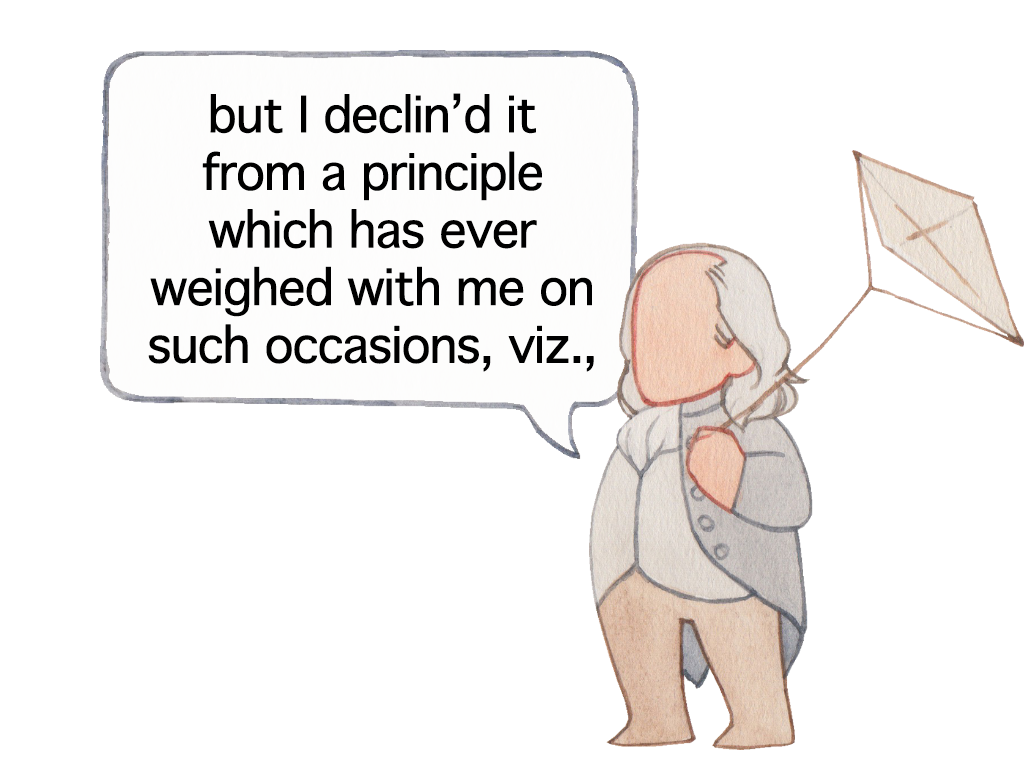 but I declin’d it
from a principle
which has ever
weighed with me on
such occasions, viz.,